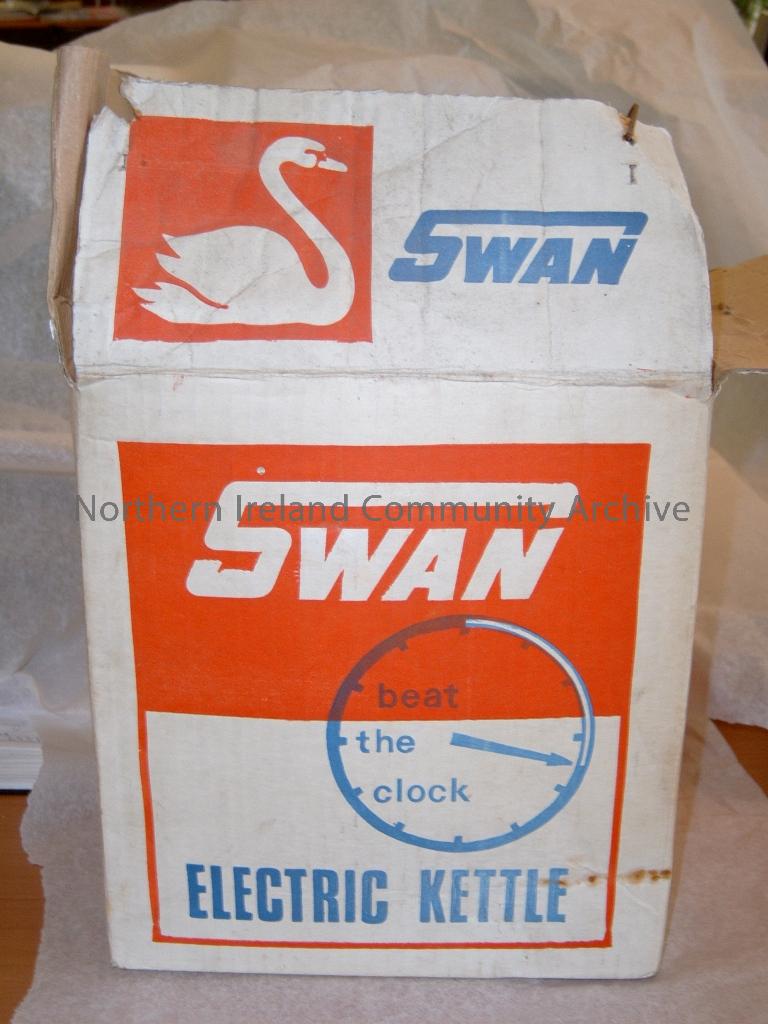 SWAN
SWAN
Northern Ireland Community Archive
beat
the
clock
ELECTRIC KETTLE